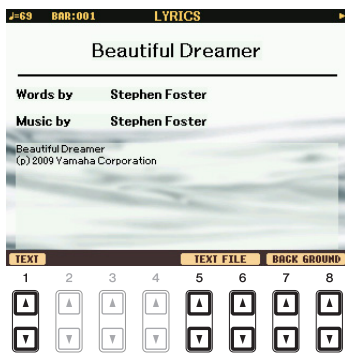 ♩=69 BAR:001 LYRICS
Beautiful Dreamer
Words by Stephen Foster
Music by Stephen Foster
Beautiful Dreamer
(p) 2009 Yamaha Corporation
TEXT TEXT FILE BACK GROUND
1 2 3 4 5 6 7 8